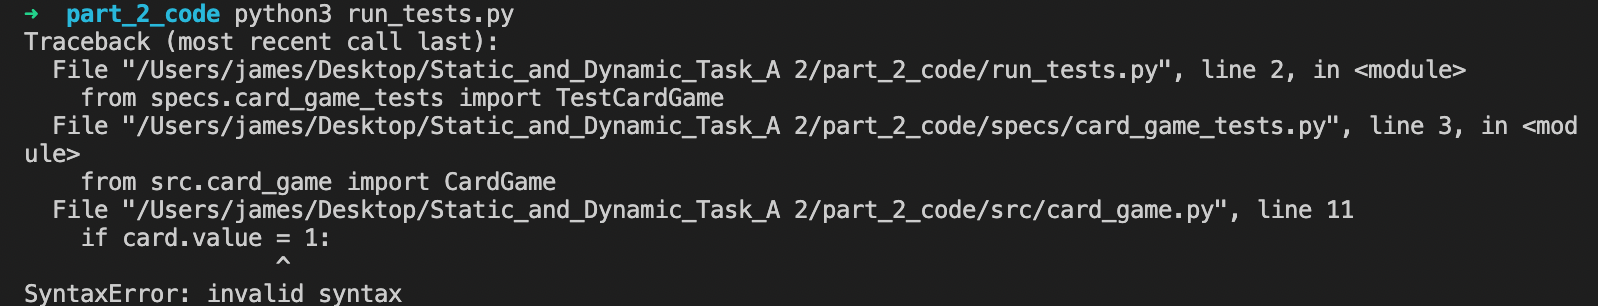 ➜  part_2_code python3 run_tests.py
Traceback (most recent call last):
  File "/Users/james/Desktop/Static_and_Dynamic_Task_A 2/part_2_code/run_tests.py", line 2, in <module>
    from specs.card_game_tests import TestCardGame
  File "/Users/james/Desktop/Static_and_Dynamic_Task_A 2/part_2_code/specs/card_game_tests.py", line 3, in <mod
ule>
    from src.card_game import CardGame
  File "/Users/james/Desktop/Static_and_Dynamic_Task_A 2/part_2_code/src/card_game.py", line 11
    if card.value = 1:
                  ^
SyntaxError: invalid syntax